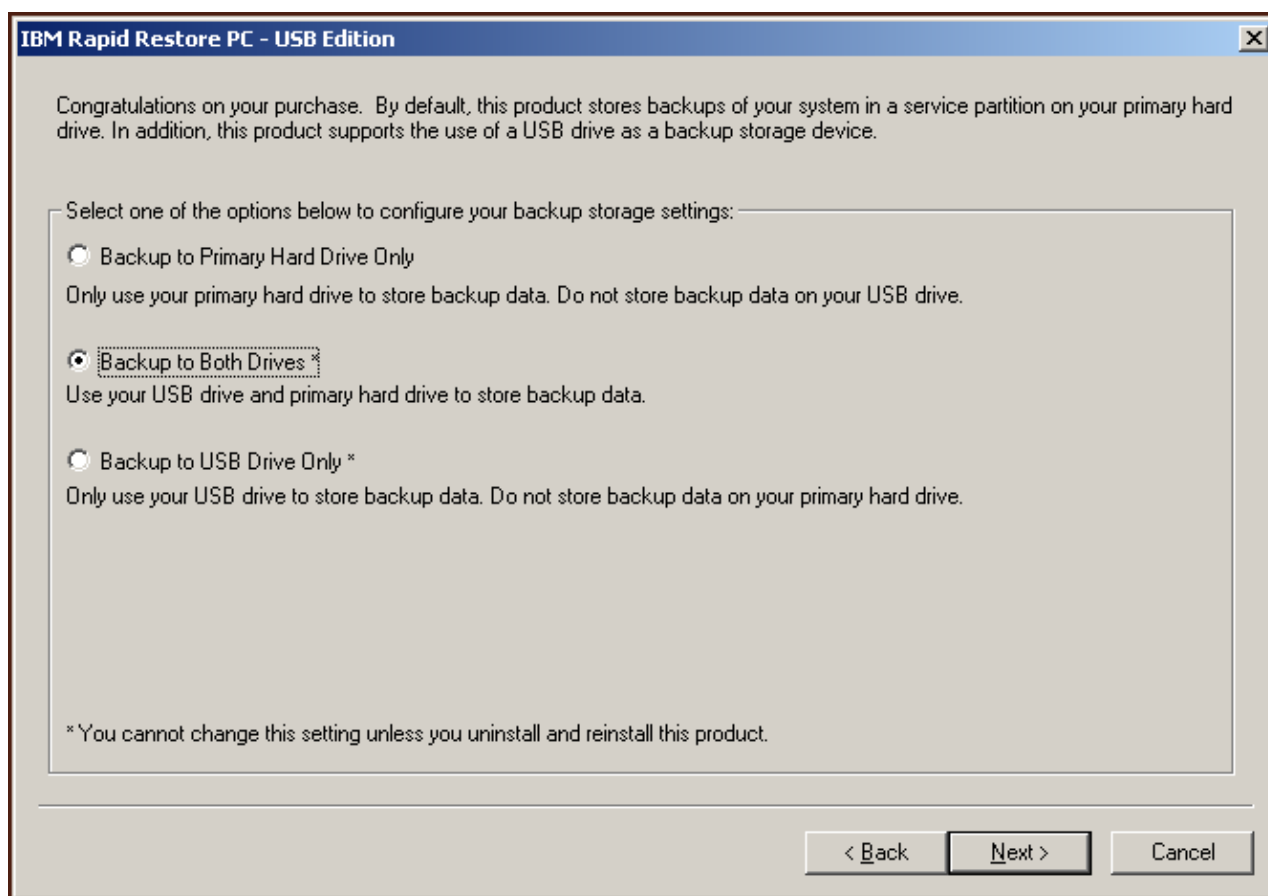 IBM Rapid Restore PC - USB Edition
Congratulations on your purchase. By default, this product stores backups of your system in a service partition on your primary hard
drive. In addition, this product supports the use of a USB drive as a backup storage device.
Select one of the options below to configure your backup storage settings:
Backup to Primary Hard Drive Only
Only use your primary hard drive to store backup data. Do not store backup data on your USB drive.
Backup to Both Drives *
Use your USB drive and primary hard drive to store backup data.
Backup to USB Drive Only *
Only use your USB drive to store backup data. Do not store backup data on your primary hard drive.
* You cannot change this setting unless you uninstall and reinstall this product.
< Back Next > Cancel